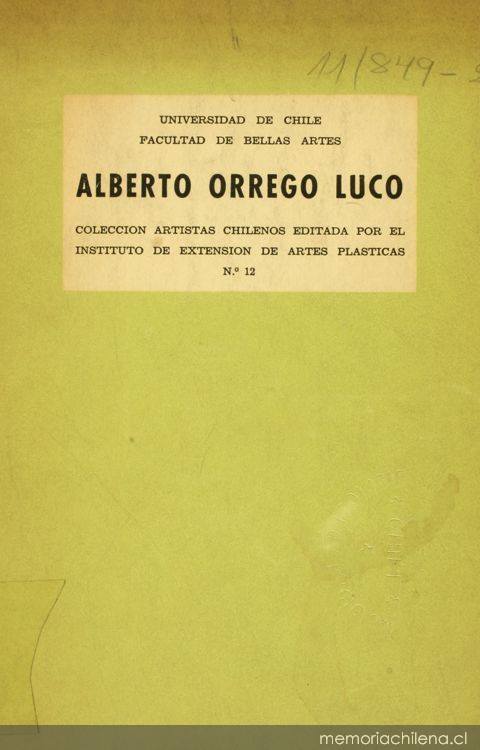 11/849-
UNIVERSIDAD DE CHILE
FACULTAD DE BELLAS ARTES
ALBERTO ORREGO LUCO
COLECCION ARTISTAS CHILENOS EDITADA POR EL
INSTITUTO DE EXTENSION DE ARTES PLASTICAS
N.º 12
memoriachilena.cl